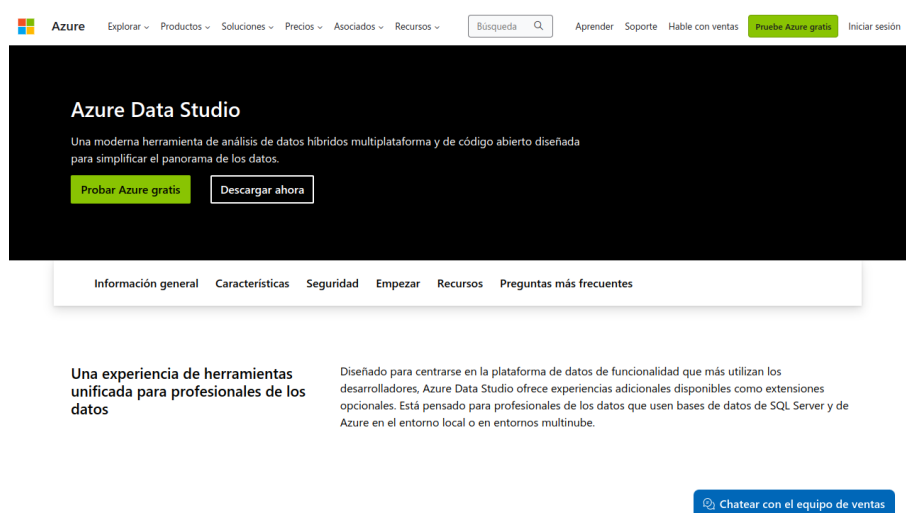 Azure Explorar Productos Soluciones Precios Asociados Recursos Búsqueda Aprender Soporte Hable con ventas Pruebe Azure gratis Iniciar sesión
Azure Data Studio
Una moderna herramienta de análisis de datos híbridos multiplataforma y de código abierto diseñada
para simplificar el panorama de los datos.
Probar Azure gratis Descargar ahora
Información general Características Seguridad Empezar Recursos Preguntas más frecuentes
Una experiencia de herramientas
unificada para profesionales de los
datos
Diseñado para centrarse en la plataforma de datos de funcionalidad que más utilizan los
desarrolladores, Azure Data Studio ofrece experiencias adicionales disponibles como extensiones
opcionales. Está pensado para profesionales de los datos que usen bases de datos de SQL Server y de
Azure en el entorno local o en entornos multinube.
Chatear con el equipo de ventas